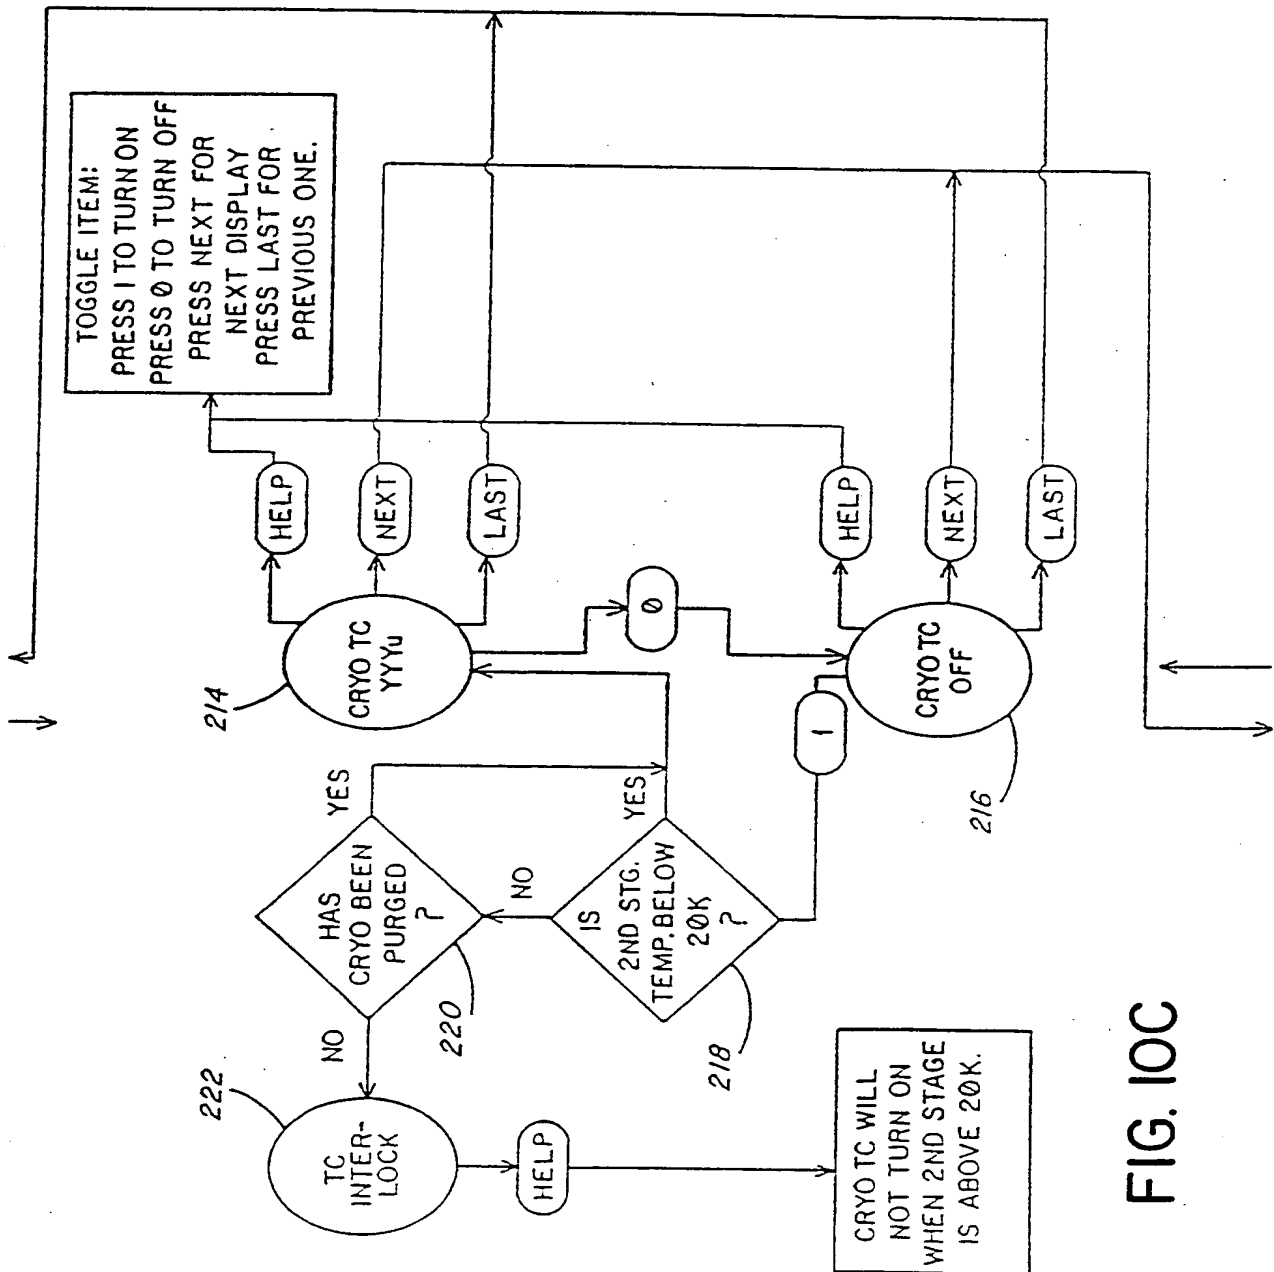 TOGGLE ITEM:
PRESS 1 TO TURN ON
PRESS 0 TO TURN OFF
PRESS NEXT FOR
NEXT DISPLAY
PRESS LAST FOR
PREVIOUS ONE.
HELP
NEXT
LAST
HELP
NEXT
LAST
214
CRYO TC
YYYu
0
CRYO TC
OFF
216
1
YES
HAS
CRYO BEEN
PURGED
?
220
NO
YES
NO
IS
2ND STG.
TEMP. BELOW
20K
?
218
222
TC
INTER-
LOCK
HELP
CRYO TC WILL
NOT TURN ON
WHEN 2ND STAGE
IS ABOVE 20K.
FIG. 10C